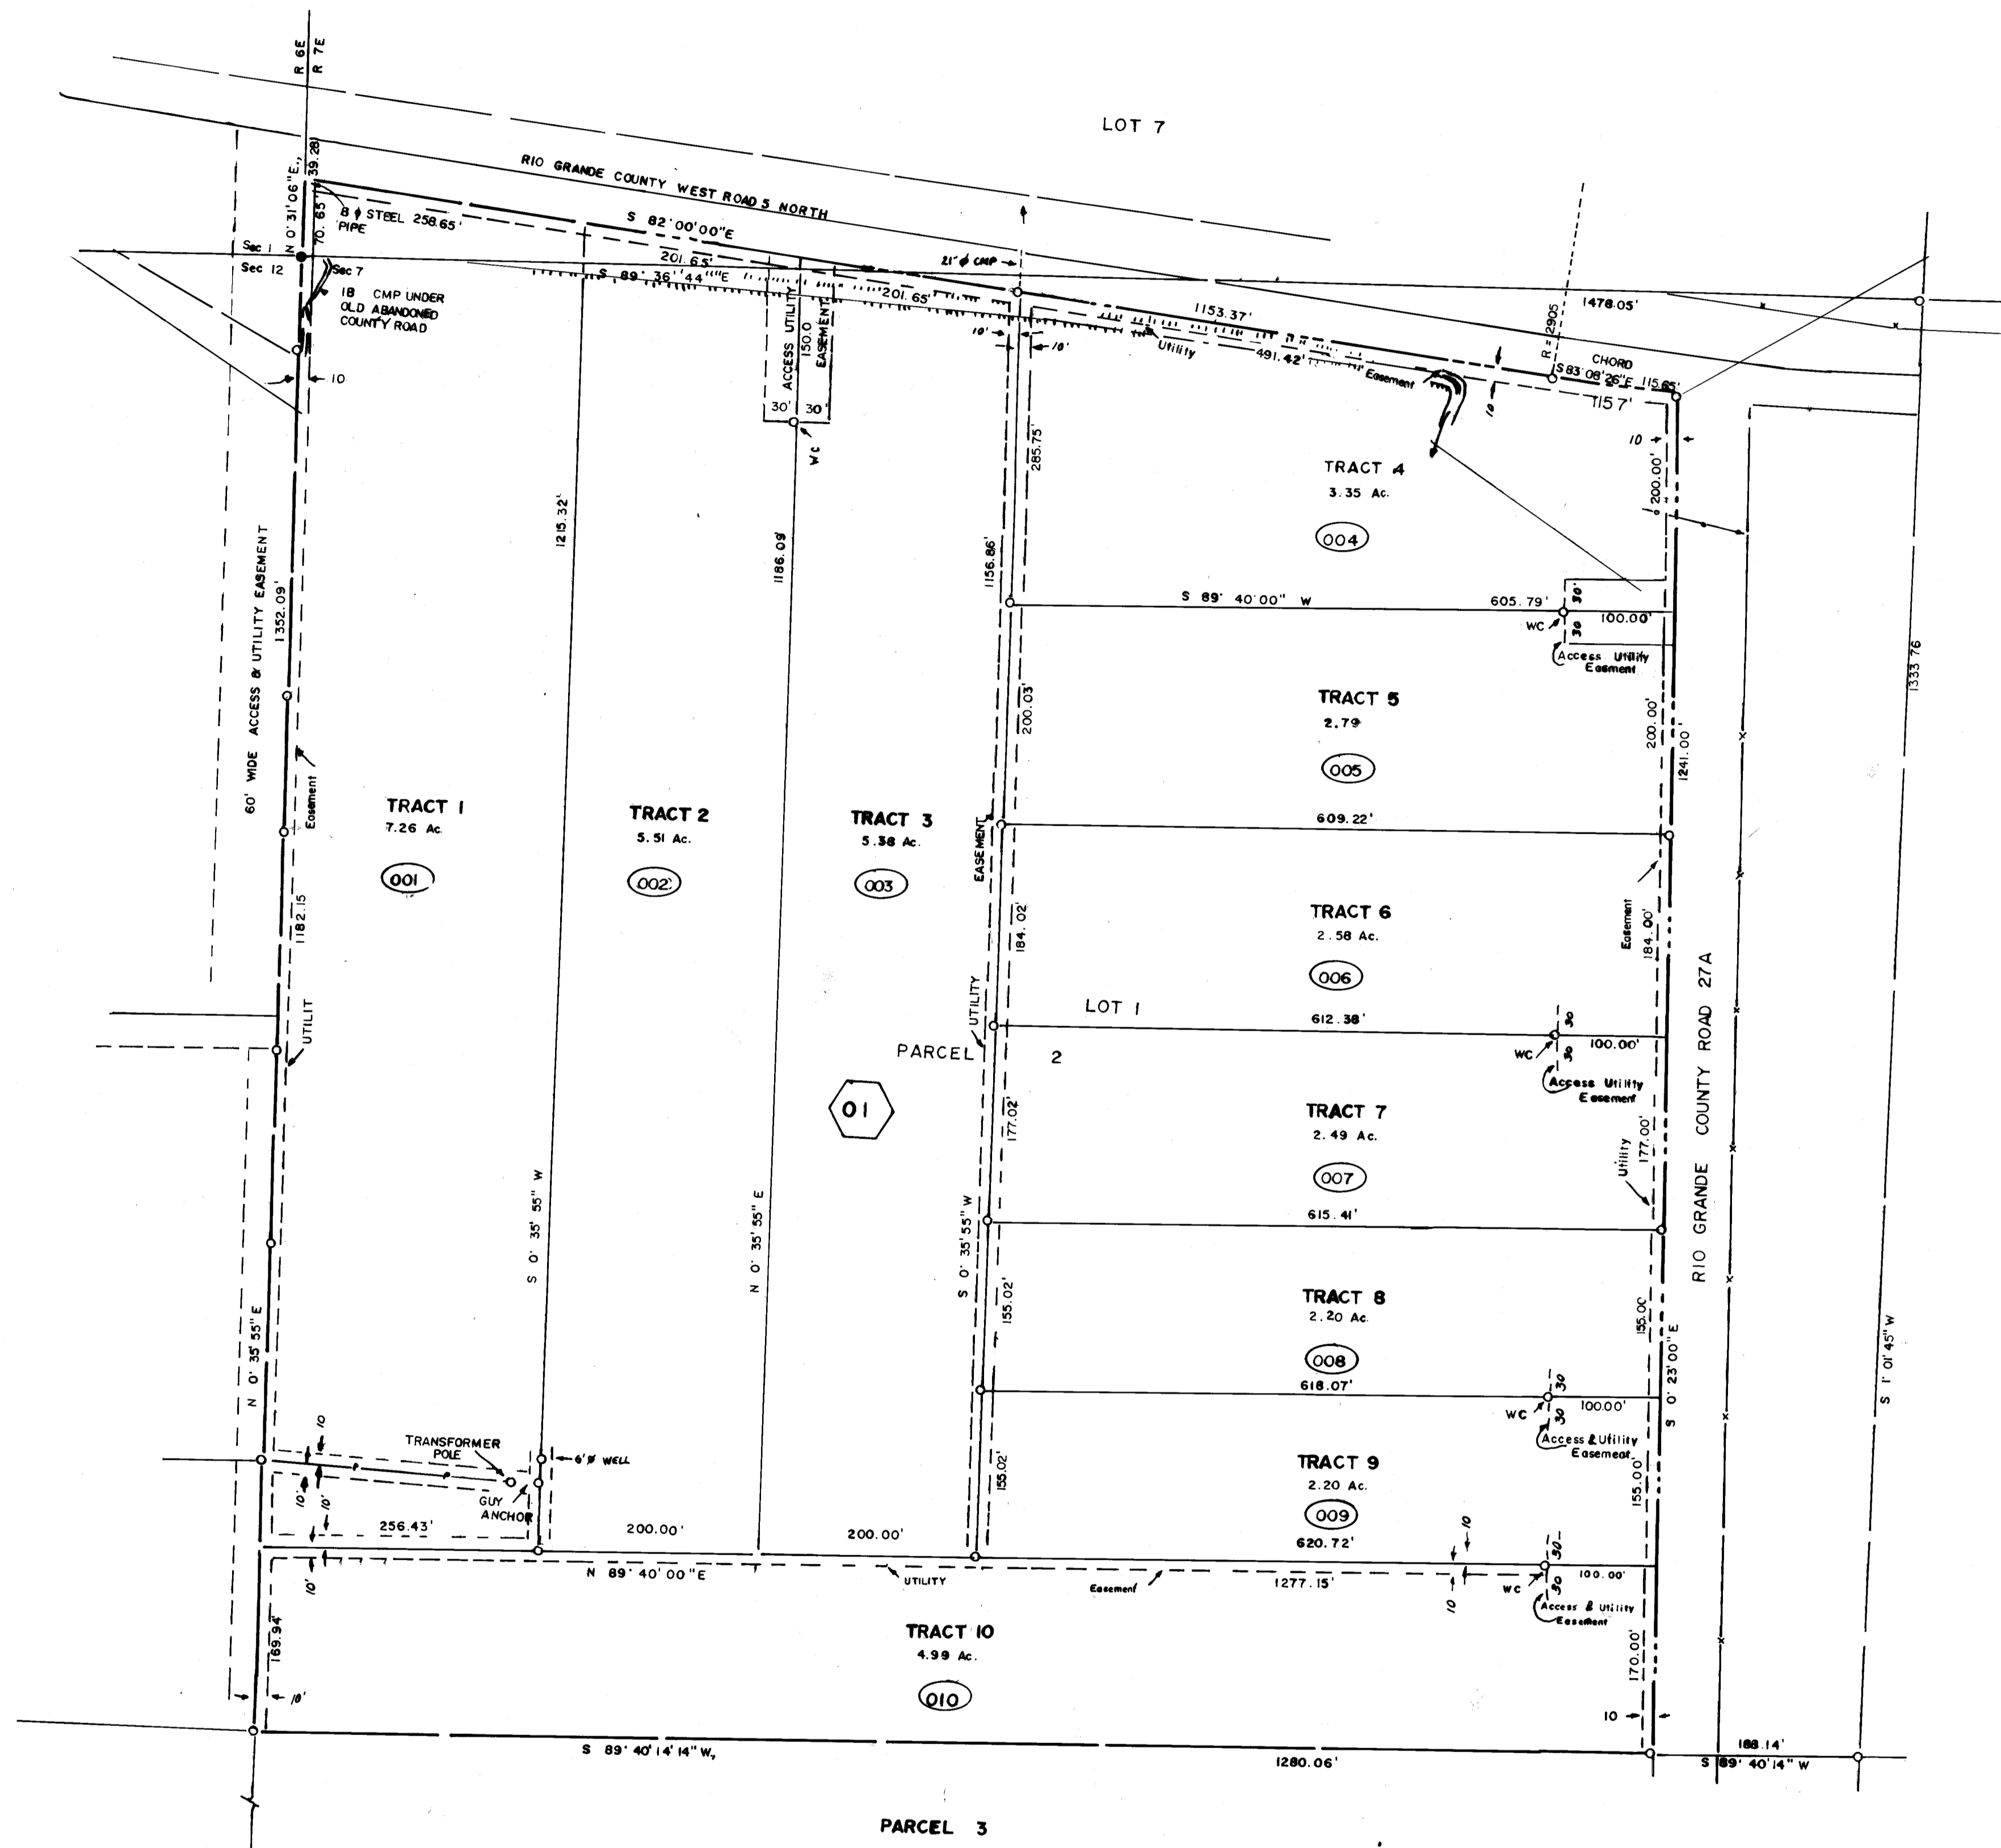 R 6E
R 7E
LOT 7
N 0° 31' 06" E.,
39.28'
70.65'
RIO GRANDE COUNTY WEST ROAD 5 NORTH
8 ϕ STEEL
PIPE
258.65'
S 82°00'00"E
201.65'
S 89° 36' 44" E
201.65'
21" ϕ CMP
Sec 1
Sec 12
Sec 7
18 CMP UNDER
OLD ABANDONED
COUNTY ROAD
10
ACCESS UTILITY
150.0
EASEMENT
30'
30'
WC
10'
10'
1153.37'
Utility
491.42'
Easement
1478.05'
R = 2905
CHORD
S 83°08'26"E 115.65'
1157'
10
10
200.00'
285.75'
TRACT 4
3.35 Ac.
004
60' WIDE ACCESS & UTILITY EASEMENT
1352.09'
1215.32'
1186.09'
1156.86'
S 89° 40'00" W
605.79'
30'
30
100.00'
WC
Access Utility
Easment
1333.76
TRACT 5
2.79
005
200.03'
200.00'
1241.00'
Easement
TRACT 1
7.26 Ac.
001
TRACT 2
5.51 Ac.
002
TRACT 3
5.38 Ac.
003
EASEMENT
609.22'
1182.15
184.02'
TRACT 6
2.58 Ac.
006
Easement
184.00'
UTILIT
UTILITY
LOT 1
612.38'
PARCEL 2
30
30
100.00'
WC
Access Utility
Easement
01
177.02'
TRACT 7
2.49 Ac.
007
Utility
177.00'
RIO GRANDE COUNTY ROAD 27A
S 0° 35' 55" W
N 0° 35' 55" E
S 0° 35' 55" W
615.41'
155.02'
TRACT 8
2.20 Ac.
008
155.00
S 0° 23'00" E
S 1° 01' 45" W
N 0° 35' 55" E
618.07'
30
30
100.00'
WC
Access & Utility
Easement
10
10'
10'
TRANSFORMER
POLE
6" ϕ WELL
GUY
ANCHOR
155.02'
TRACT 9
2.20 Ac.
009
155.00'
256.43'
200.00'
200.00'
620.72'
10
30
30
100.00'
10'
N 89° 40' 00" E
UTILITY
Easement
1277.15'
10
WC
Access & Utility
Easement
169.94'
TRACT 10
4.99 Ac.
010
170.00'
10'
10
S 89° 40' 14' 14" W.,
1280.06'
188.14'
S 89° 40' 14" W
PARCEL 3